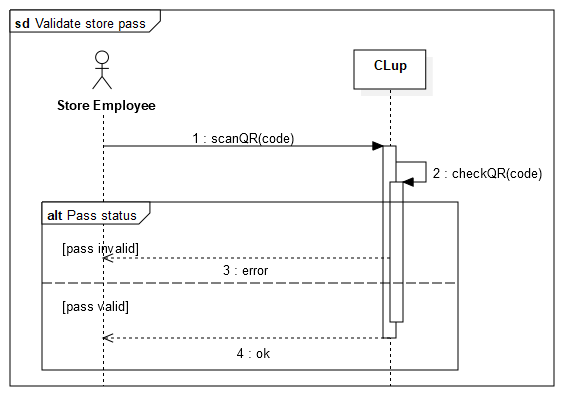 sd Validate store pass
CLup
Store Employee
1 : scanQR(code)
2 : checkQR(code)
alt Pass status
[pass invalid]
3 : error
[pass valid]
4 : ok